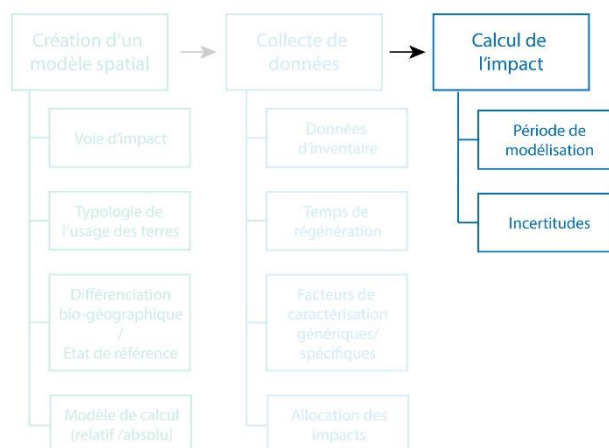 Création d'un
modèle spatial
Collecte de
données
Calcul de
l'impact
Voie d'impact
Typologie de
l'usage des terres
Différenciation
bio-géographique
/
Etat de référence
Modèle de calcul
(relatif /absolu)
Données
d'inventaire
Temps de
régénération
Facteurs de
caractérisation
génériques/
spécifiques
Allocation des
impacts
Période de
modélisation
Incertitudes